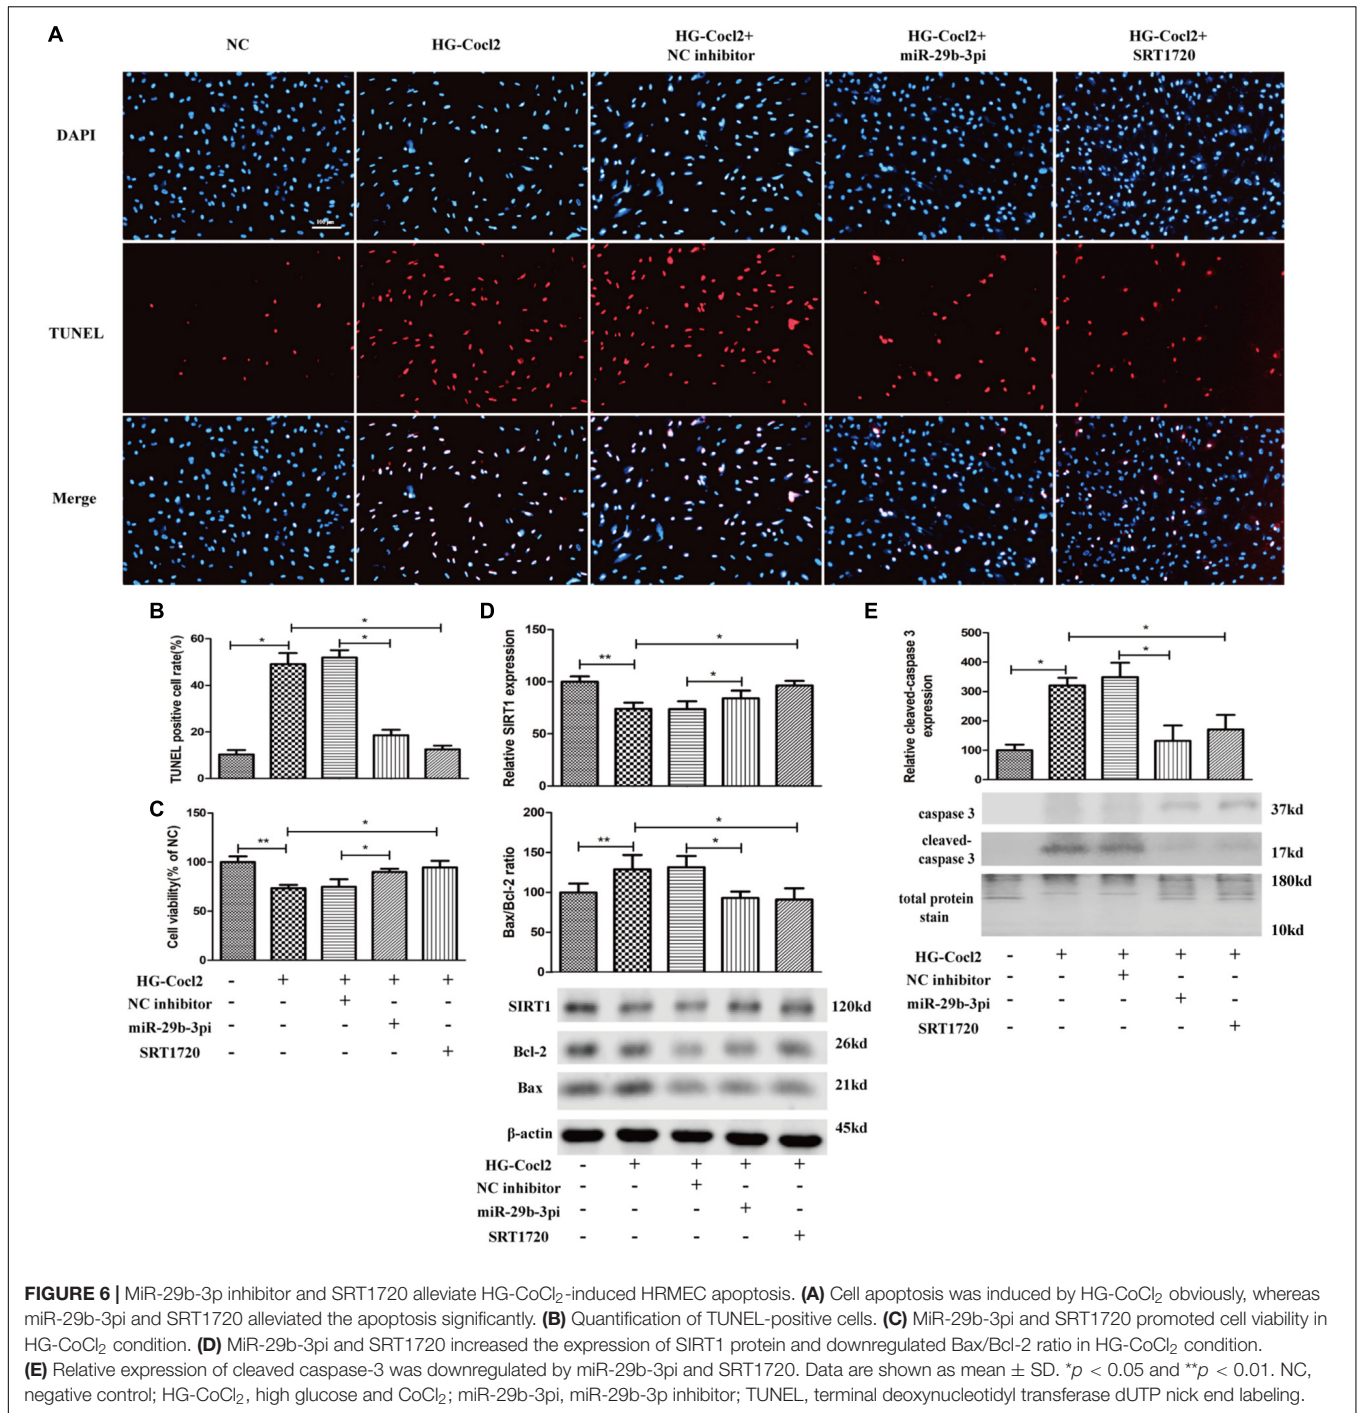 A
NC
HG-Cocl2
HG-Cocl2+
NC inhibitor
HG-Cocl2+
miR-29b-3pi
HG-Cocl2+
SRT1720
DAPI
100 μm
TUNEL
Merge
B
TUNEL positive cell rate(%)
60
40
20
0
*
*
*
C
Cell viability(% of NC)
150
100
50
0
**
*
*
HG-Cocl2 - + + + +
NC inhibitor - - + - -
miR-29b-3pi - - - + -
SRT1720 - - - - +
D
Relative SIRT1 expression
150
100
50
0
**
*
*
Bax/Bcl-2 ratio
200
150
100
50
0
**
*
*
SIRT1 120kd
Bcl-2 26kd
Bax 21kd
β-actin 45kd
HG-Cocl2 - + + + +
NC inhibitor - - + - -
miR-29b-3pi - - - + -
SRT1720 - - - - +
E
Relative cleaved-caspase 3
expression
500
400
300
200
100
0
*
*
*
caspase 3 37kd
cleaved-
caspase 3 17kd
180kd
total protein
stain
10kd
HG-Cocl2 - + + + +
NC inhibitor - - + - -
miR-29b-3pi - - - + -
SRT1720 - - - - +
FIGURE 6 | MiR-29b-3p inhibitor and SRT1720 alleviate HG-CoCl₂-induced HRMEC apoptosis. (A) Cell apoptosis was induced by HG-CoCl₂ obviously, whereas
miR-29b-3pi and SRT1720 alleviated the apoptosis significantly. (B) Quantification of TUNEL-positive cells. (C) MiR-29b-3pi and SRT1720 promoted cell viability in
HG-CoCl₂ condition. (D) MiR-29b-3pi and SRT1720 increased the expression of SIRT1 protein and downregulated Bax/Bcl-2 ratio in HG-CoCl₂ condition.
(E) Relative expression of cleaved caspase-3 was downregulated by miR-29b-3pi and SRT1720. Data are shown as mean ± SD. *p < 0.05 and **p < 0.01. NC,
negative control; HG-CoCl₂, high glucose and CoCl₂; miR-29b-3pi, miR-29b-3p inhibitor; TUNEL, terminal deoxynucleotidyl transferase dUTP nick end labeling.